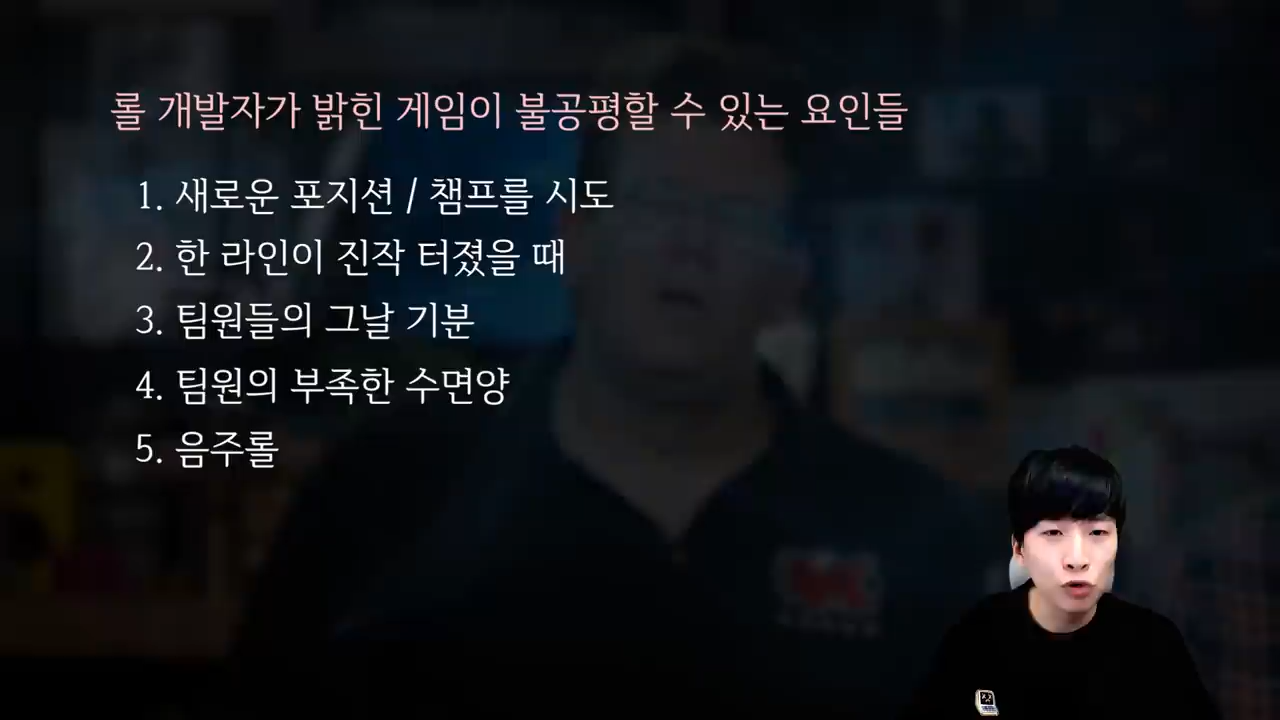 롤 개발자가 밝힌 게임이 불공평할 수 있는 요인들
1. 새로운 포지션 / 챔프를 시도
2. 한 라인이 진작 터졌을 때
3. 팀원들의 그날 기분
4. 팀원의 부족한 수면양
5. 음주롤